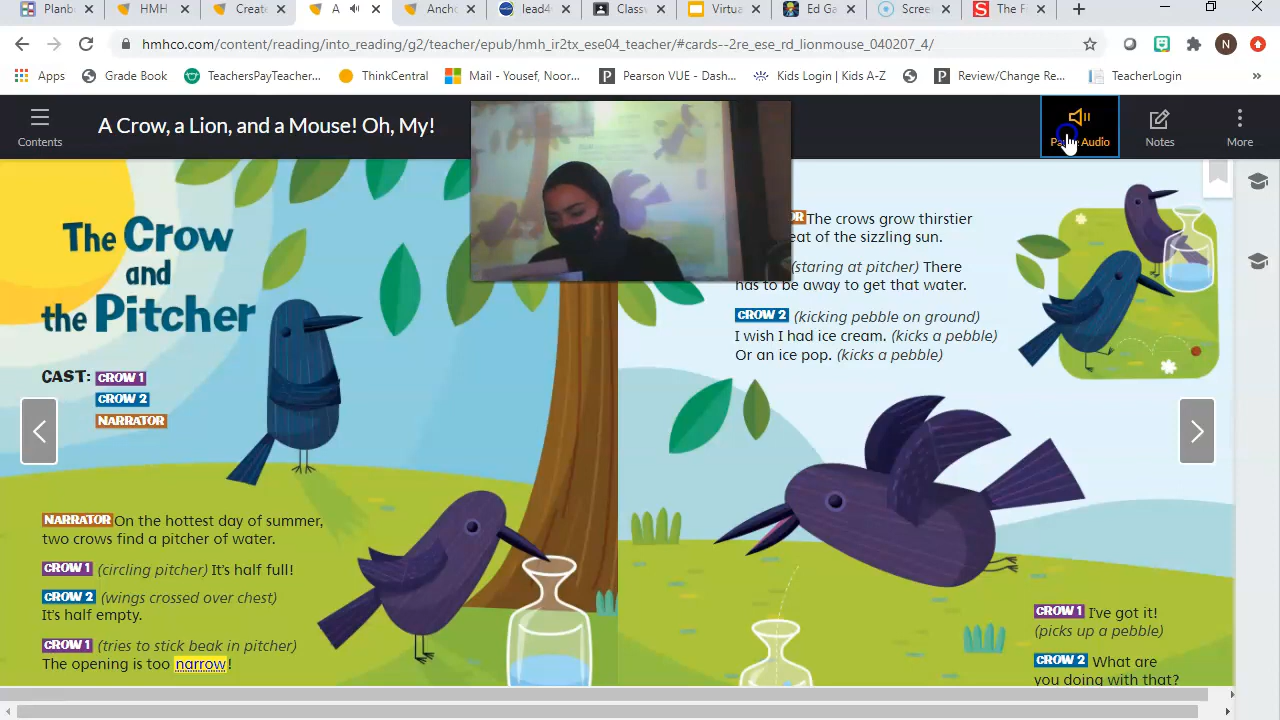 Planb
HMH
Create
A
Ancho
lead4
Classv
Virtua
Ed Ga
Scree
The F
hmhco.com/content/reading/into_reading/g2/teacher/epub/hmh_ir2tx_ese04_teacher/#cards--2re_ese_rd_lionmouse_040207_4/
N
Apps
Grade Book
TeachersPayTeacher...
ThinkCentral
Mail - Yousef, Noor...
Pearson VUE - Das...
Kids Login | Kids A-Z
Review/Change Re...
TeacherLogin
Contents
A Crow, a Lion, and a Mouse! Oh, My!
Audio
Notes
More
The Crow
and
the Pitcher
CAST: CROW 1
CROW 2
NARRATOR
NARRATOR On the hottest day of summer,
two crows find a pitcher of water.
CROW 1 (circling pitcher) It's half full!
CROW 2 (wings crossed over chest)
It's half empty.
CROW 1 (tries to stick beak in pitcher)
The opening is too narrow!
The crows grow thirstier
eat of the sizzling sun.
(staring at pitcher) There
has to be away to get that water.
CROW 2 (kicking pebble on ground)
I wish I had ice cream. (kicks a pebble)
Or an ice pop. (kicks a pebble)
CROW 1 I've got it!
(picks up a pebble)
CROW 2 What are
you doing with that?